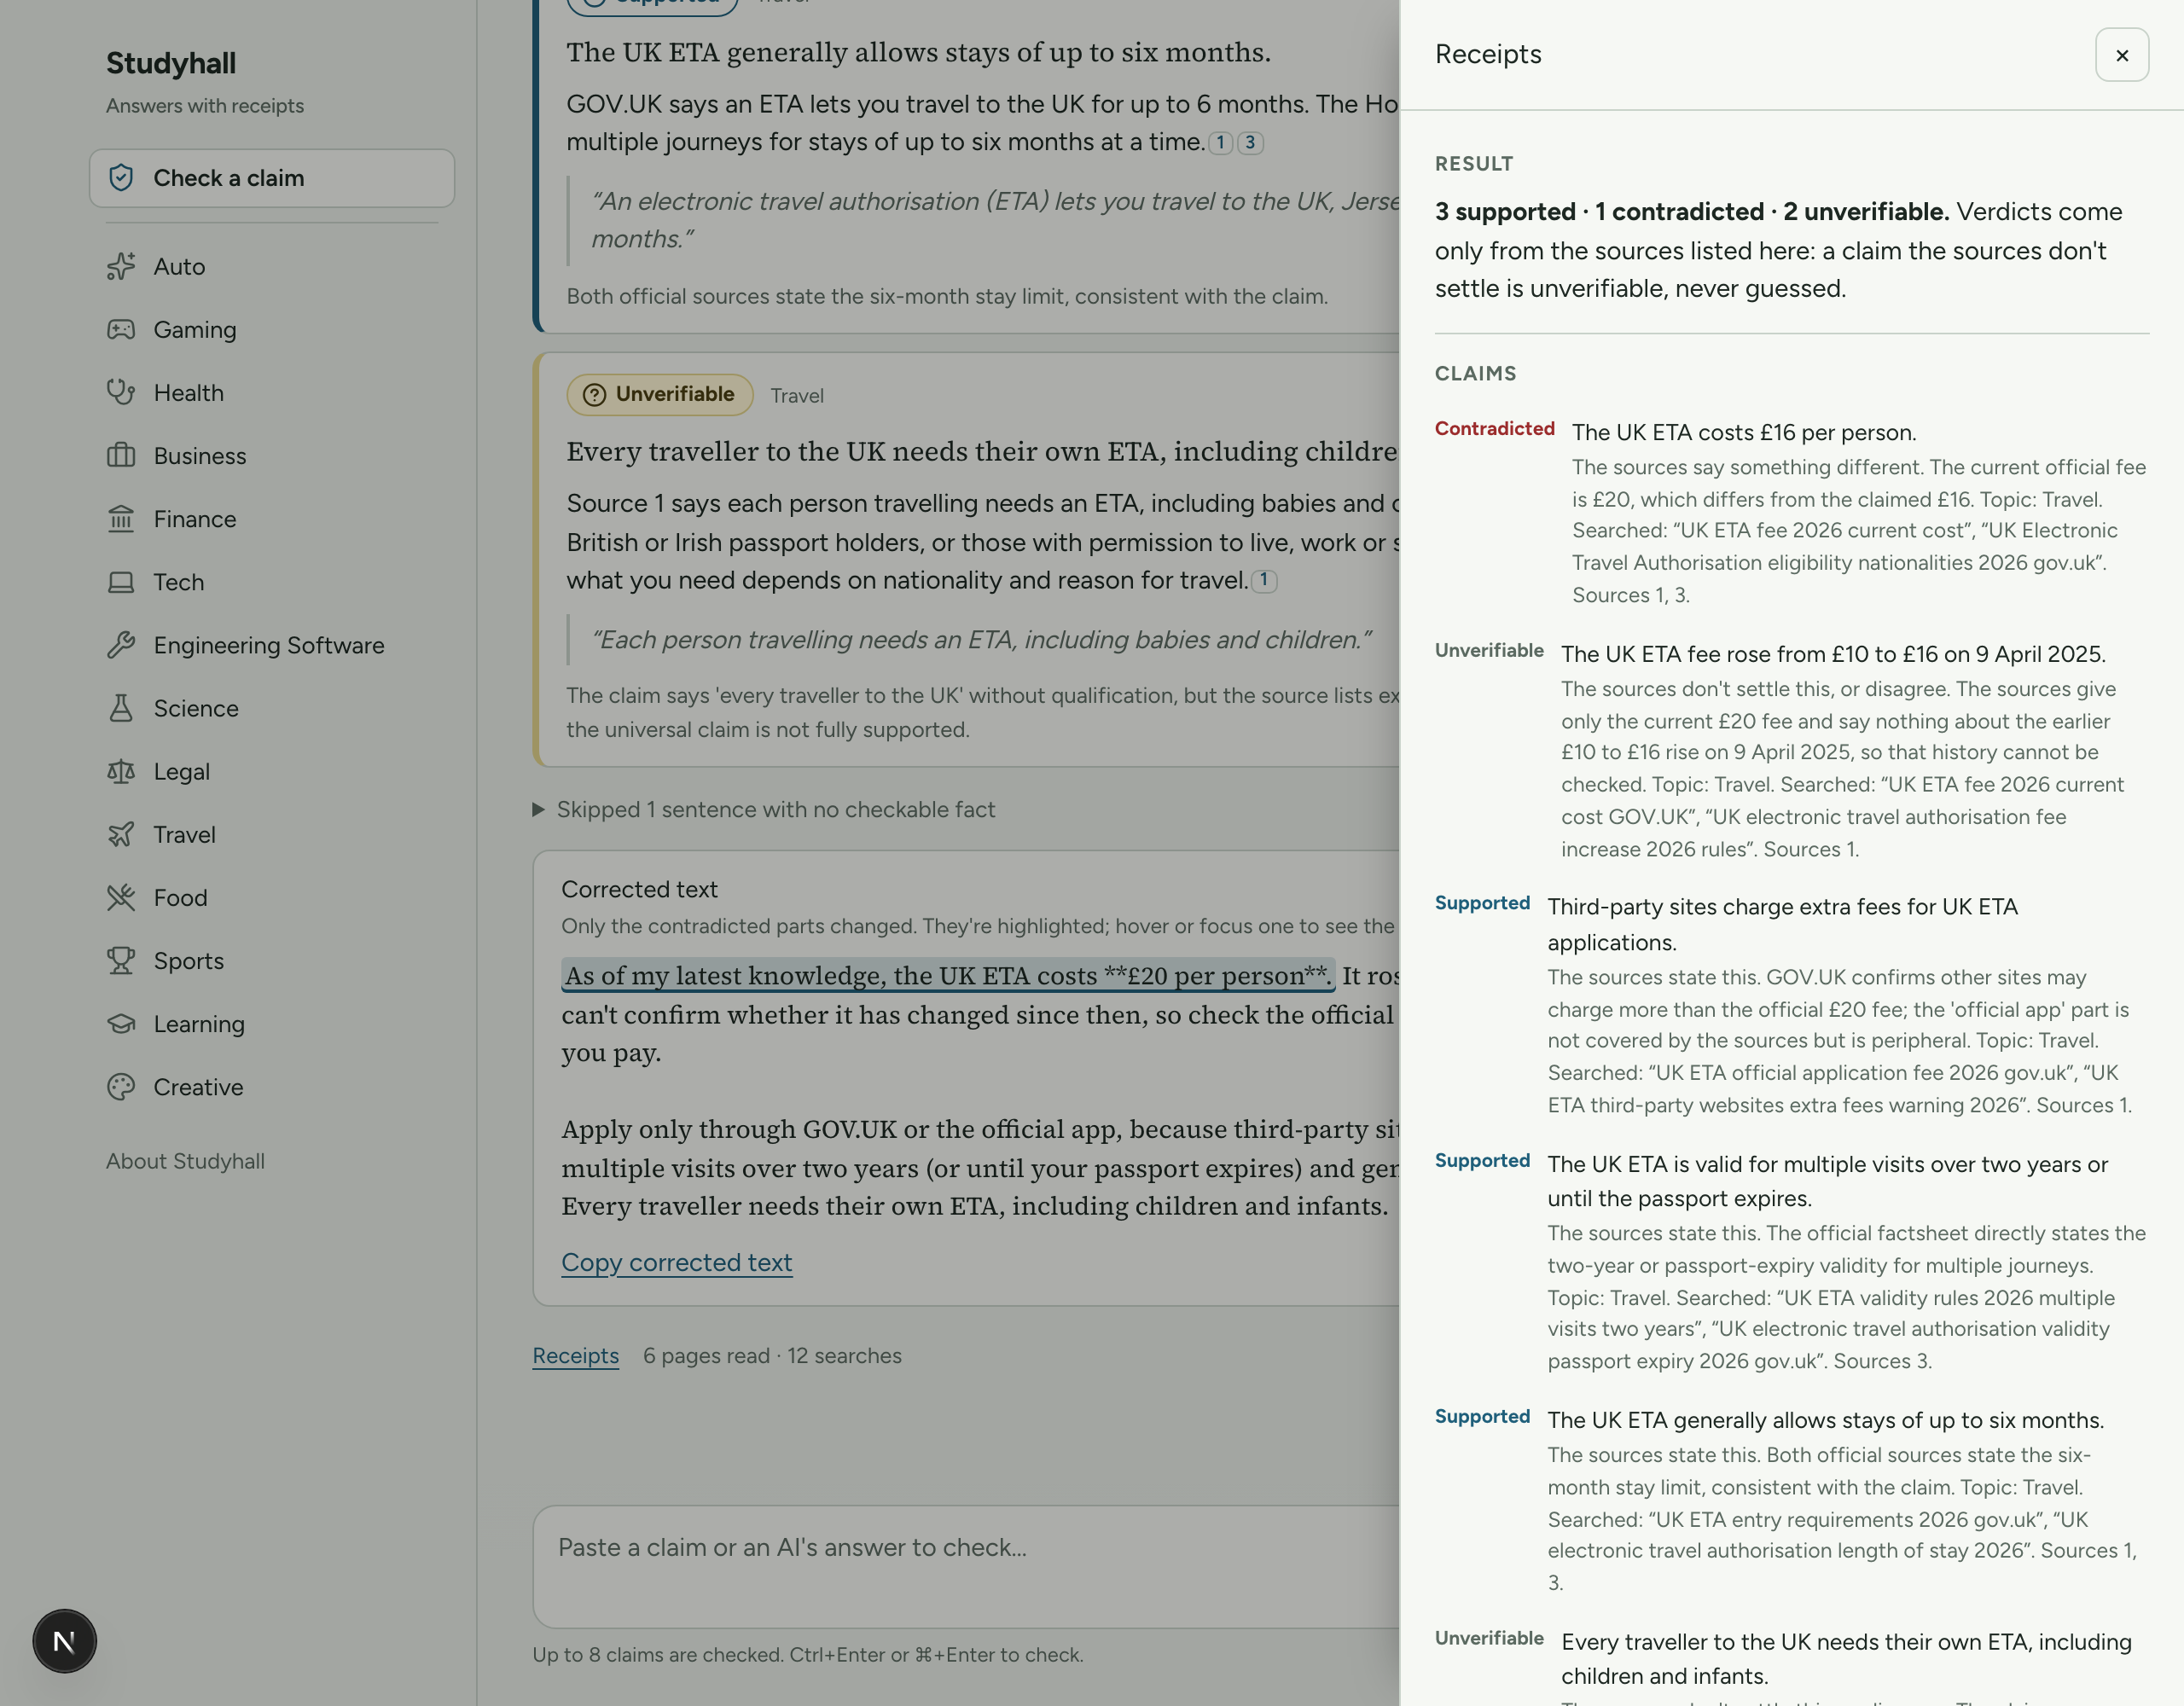 Studyhall
Answers with receipts
Check a claim
Auto
Gaming
Health
Business
Finance
Tech
Engineering Software
Science
Legal
Travel
Food
Sports
Learning
Creative
About Studyhall
N
The UK ETA generally allows stays of up to six months.
GOV.UK says an ETA lets you travel to the UK for up to 6 months. The Ho
multiple journeys for stays of up to six months at a time. 1 3
“An electronic travel authorisation (ETA) lets you travel to the UK, Jerse
months.”
Both official sources state the six-month stay limit, consistent with the claim.
Unverifiable Travel
Every traveller to the UK needs their own ETA, including childre
Source 1 says each person travelling needs an ETA, including babies and c
British or Irish passport holders, or those with permission to live, work or s
what you need depends on nationality and reason for travel. 1
“Each person travelling needs an ETA, including babies and children.”
The claim says 'every traveller to the UK' without qualification, but the source lists ex
the universal claim is not fully supported.
Skipped 1 sentence with no checkable fact
Corrected text
Only the contradicted parts changed. They're highlighted; hover or focus one to see the
As of my latest knowledge, the UK ETA costs **£20 per person**. It ros
can't confirm whether it has changed since then, so check the official
you pay.
Apply only through GOV.UK or the official app, because third-party sit
multiple visits over two years (or until your passport expires) and gen
Every traveller needs their own ETA, including children and infants.
Copy corrected text
Receipts 6 pages read · 12 searches
Paste a claim or an AI's answer to check...
Up to 8 claims are checked. Ctrl+Enter or ⌘+Enter to check.
Receipts
×
RESULT
3 supported · 1 contradicted · 2 unverifiable. Verdicts come
only from the sources listed here: a claim the sources don't
settle is unverifiable, never guessed.
CLAIMS
Contradicted The UK ETA costs £16 per person.
The sources say something different. The current official fee
is £20, which differs from the claimed £16. Topic: Travel.
Searched: “UK ETA fee 2026 current cost”, “UK Electronic
Travel Authorisation eligibility nationalities 2026 gov.uk”.
Sources 1, 3.
Unverifiable The UK ETA fee rose from £10 to £16 on 9 April 2025.
The sources don't settle this, or disagree. The sources give
only the current £20 fee and say nothing about the earlier
£10 to £16 rise on 9 April 2025, so that history cannot be
checked. Topic: Travel. Searched: “UK ETA fee 2026 current
cost GOV.UK”, “UK electronic travel authorisation fee
increase 2026 rules”. Sources 1.
Supported Third-party sites charge extra fees for UK ETA
applications.
The sources state this. GOV.UK confirms other sites may
charge more than the official £20 fee; the 'official app' part is
not covered by the sources but is peripheral. Topic: Travel.
Searched: “UK ETA official application fee 2026 gov.uk”, “UK
ETA third-party websites extra fees warning 2026”. Sources 1.
Supported The UK ETA is valid for multiple visits over two years or
until the passport expires.
The sources state this. The official factsheet directly states the
two-year or passport-expiry validity for multiple journeys.
Topic: Travel. Searched: “UK ETA validity rules 2026 multiple
visits two years”, “UK electronic travel authorisation validity
passport expiry 2026 gov.uk”. Sources 3.
Supported The UK ETA generally allows stays of up to six months.
The sources state this. Both official sources state the six-
month stay limit, consistent with the claim. Topic: Travel.
Searched: “UK ETA entry requirements 2026 gov.uk”, “UK
electronic travel authorisation length of stay 2026”. Sources 1,
3.
Unverifiable Every traveller to the UK needs their own ETA, including
children and infants.